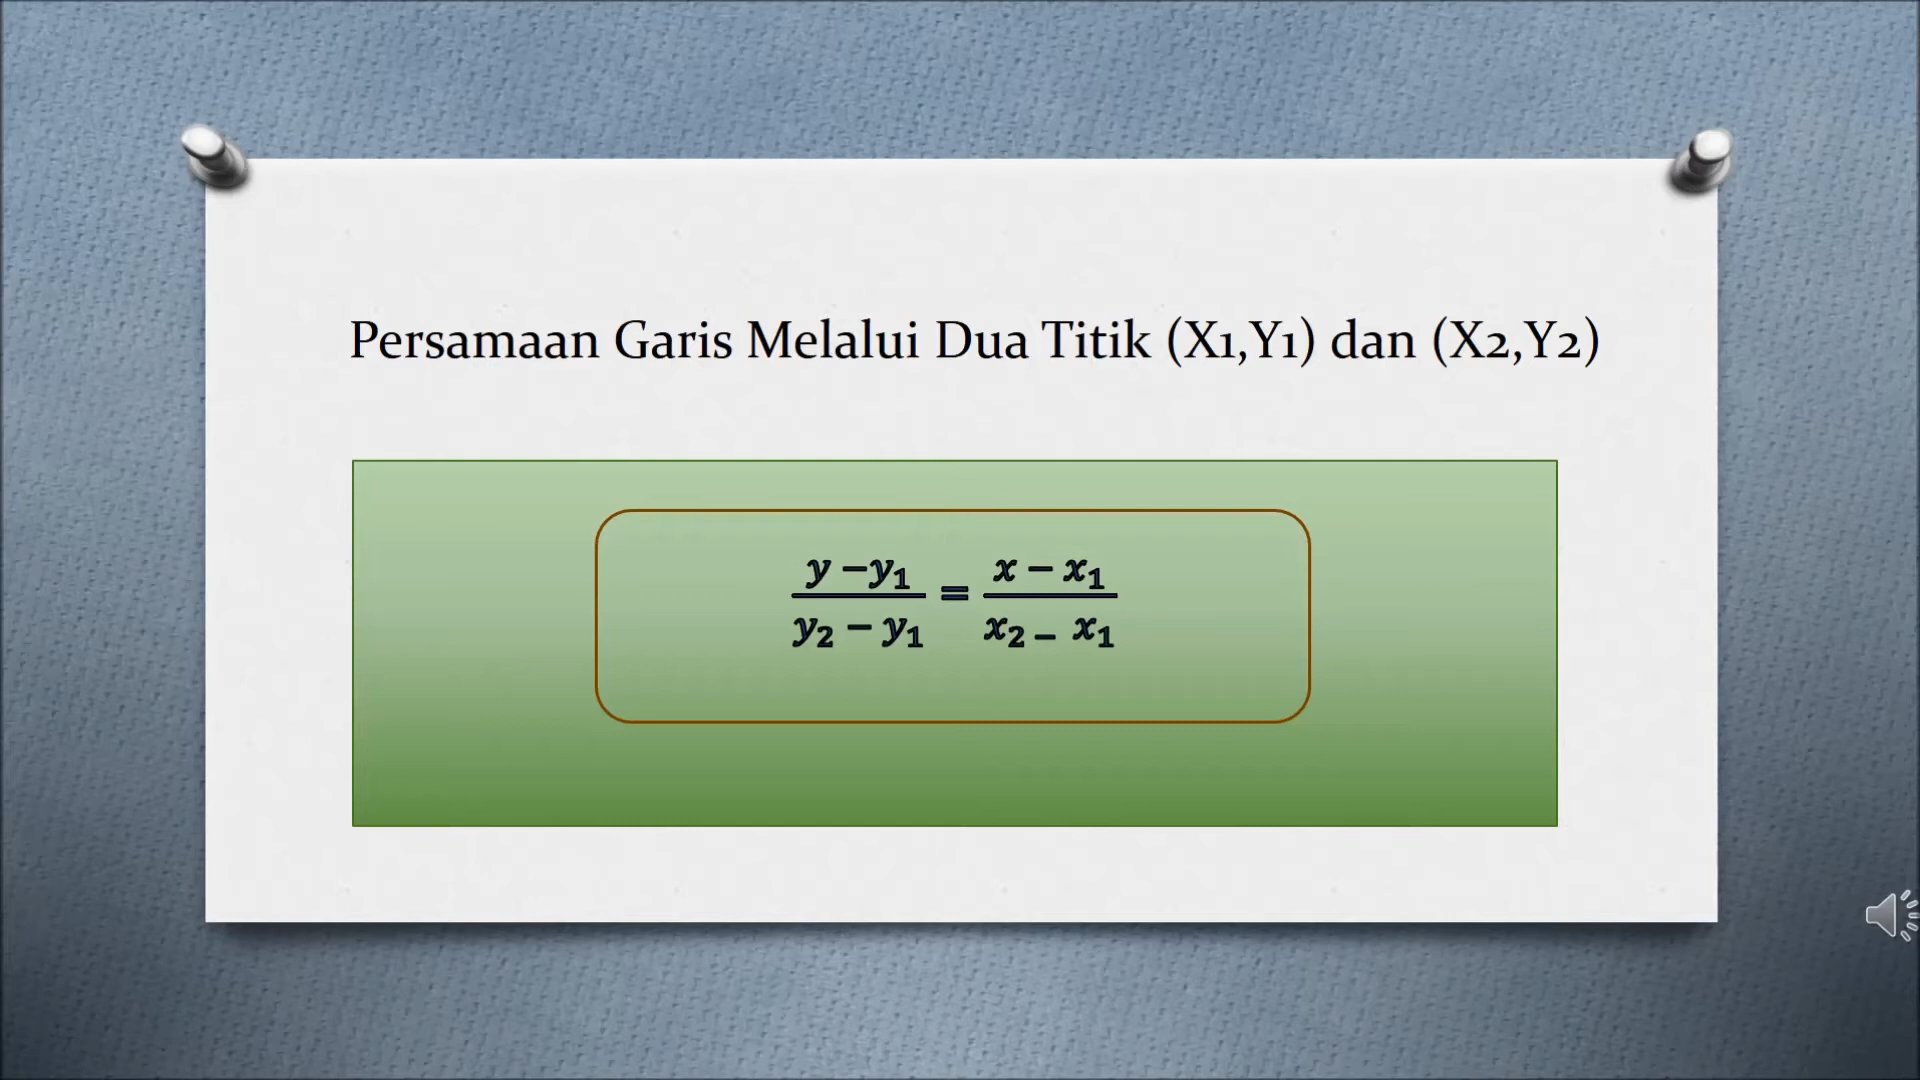 Persamaan Garis Melalui Dua Titik (X1,Y1) dan (X2,Y2)
y − y₁ / y₂ − y₁ = x − x₁ / x₂ − x₁